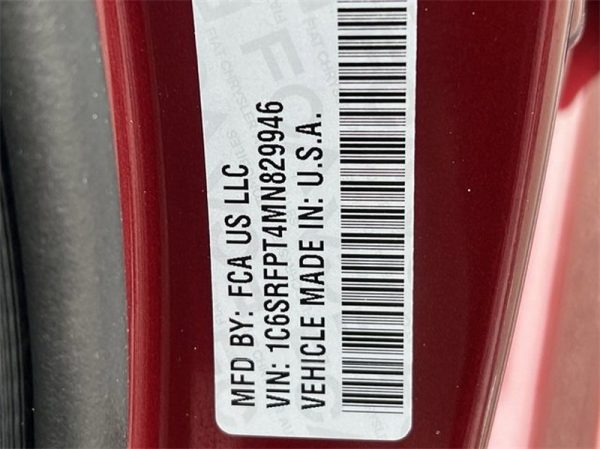 MFD BY: FCA US LLC
VIN: 1C6SRFPT4MN829946
VEHICLE MADE IN: U.S.A.